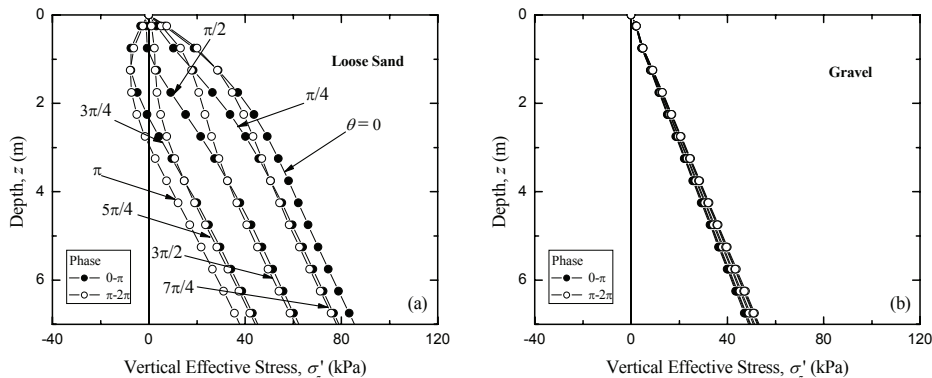 0
2
4
6
-40
0
40
80
120
Depth, z (m)
Vertical Effective Stress, σ' (kPa)
Loose Sand
π/2
π/4
θ = 0
3π/4
π
5π/4
3π/2
7π/4
Phase
0-π
π-2π
(a)
0
2
4
6
-40
0
40
80
120
Depth, z (m)
Vertical Effective Stress, σ' (kPa)
Gravel
Phase
0-π
π-2π
(b)